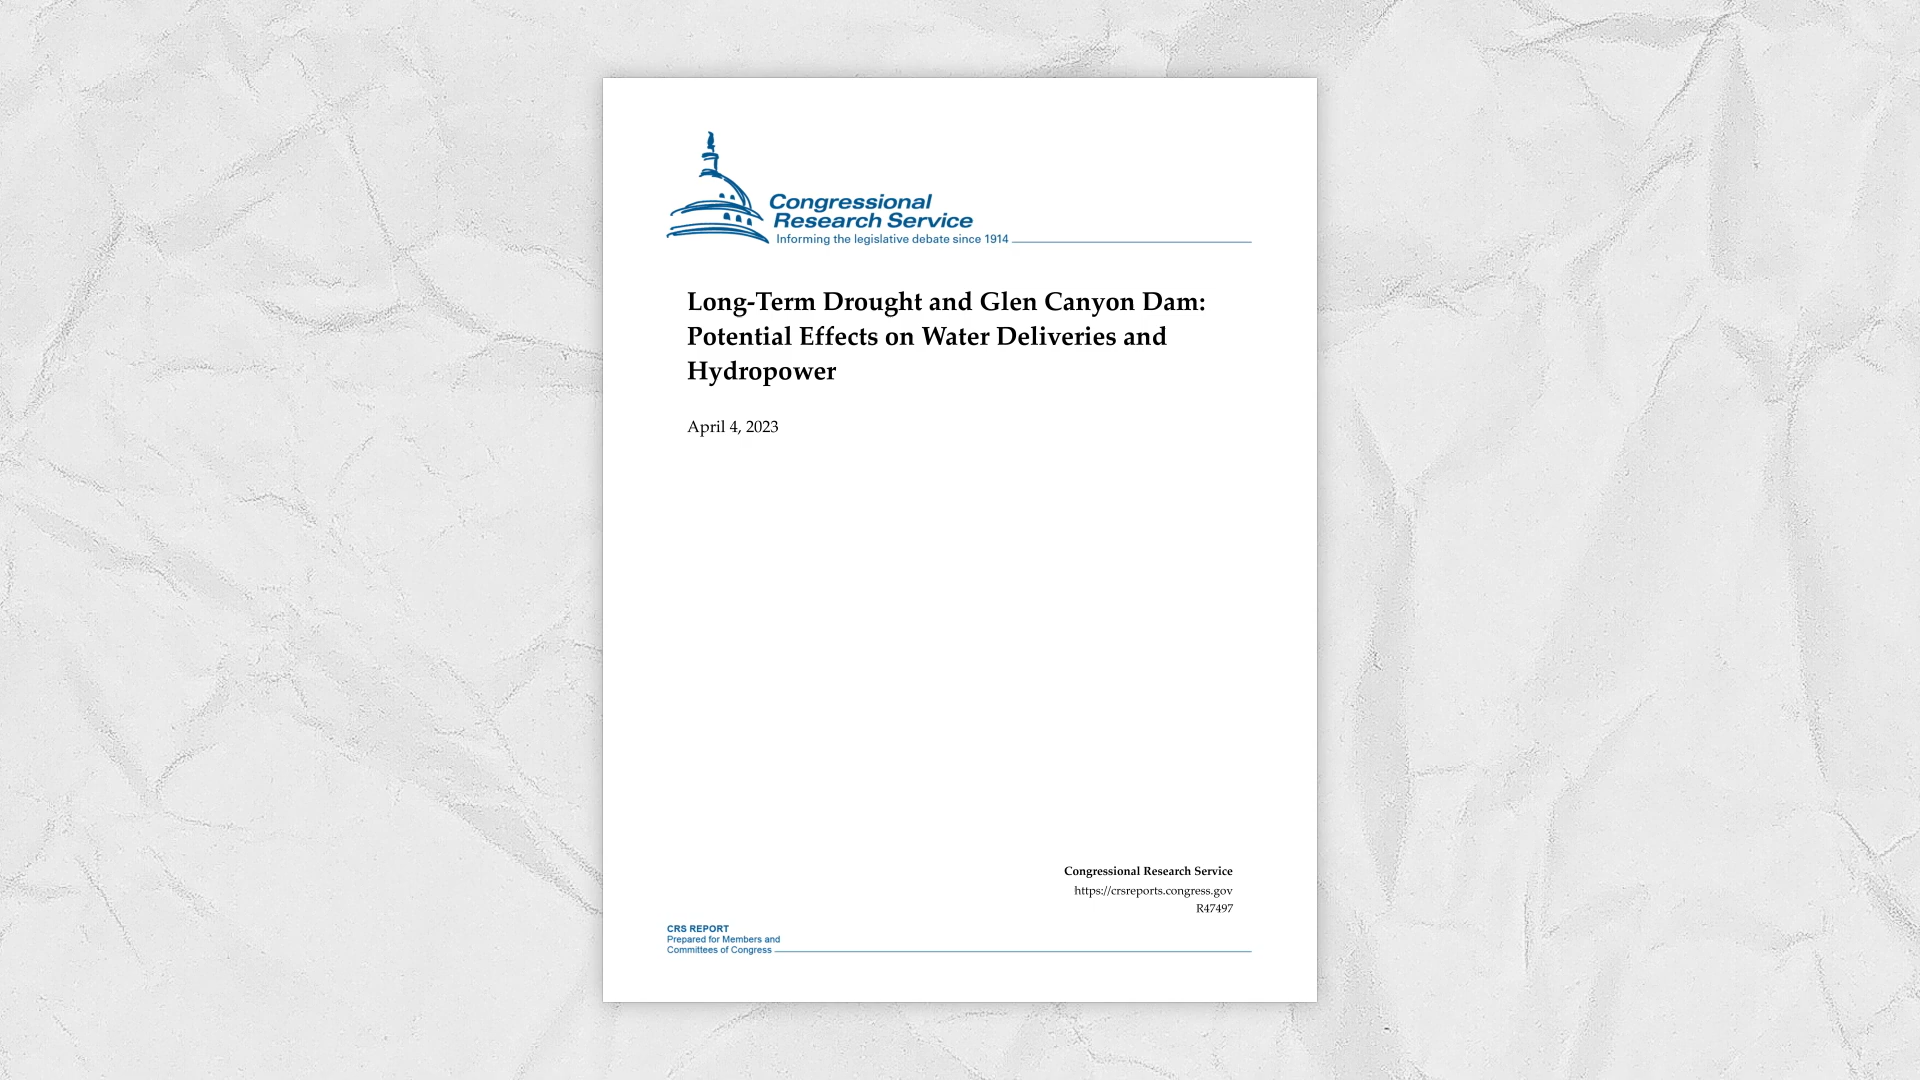 Congressional
Research Service
Informing the legislative debate since 1914
Long-Term Drought and Glen Canyon Dam:
Potential Effects on Water Deliveries and
Hydropower
April 4, 2023
Congressional Research Service
https://crsreports.congress.gov
R47497
CRS REPORT
Prepared for Members and
Committees of Congress